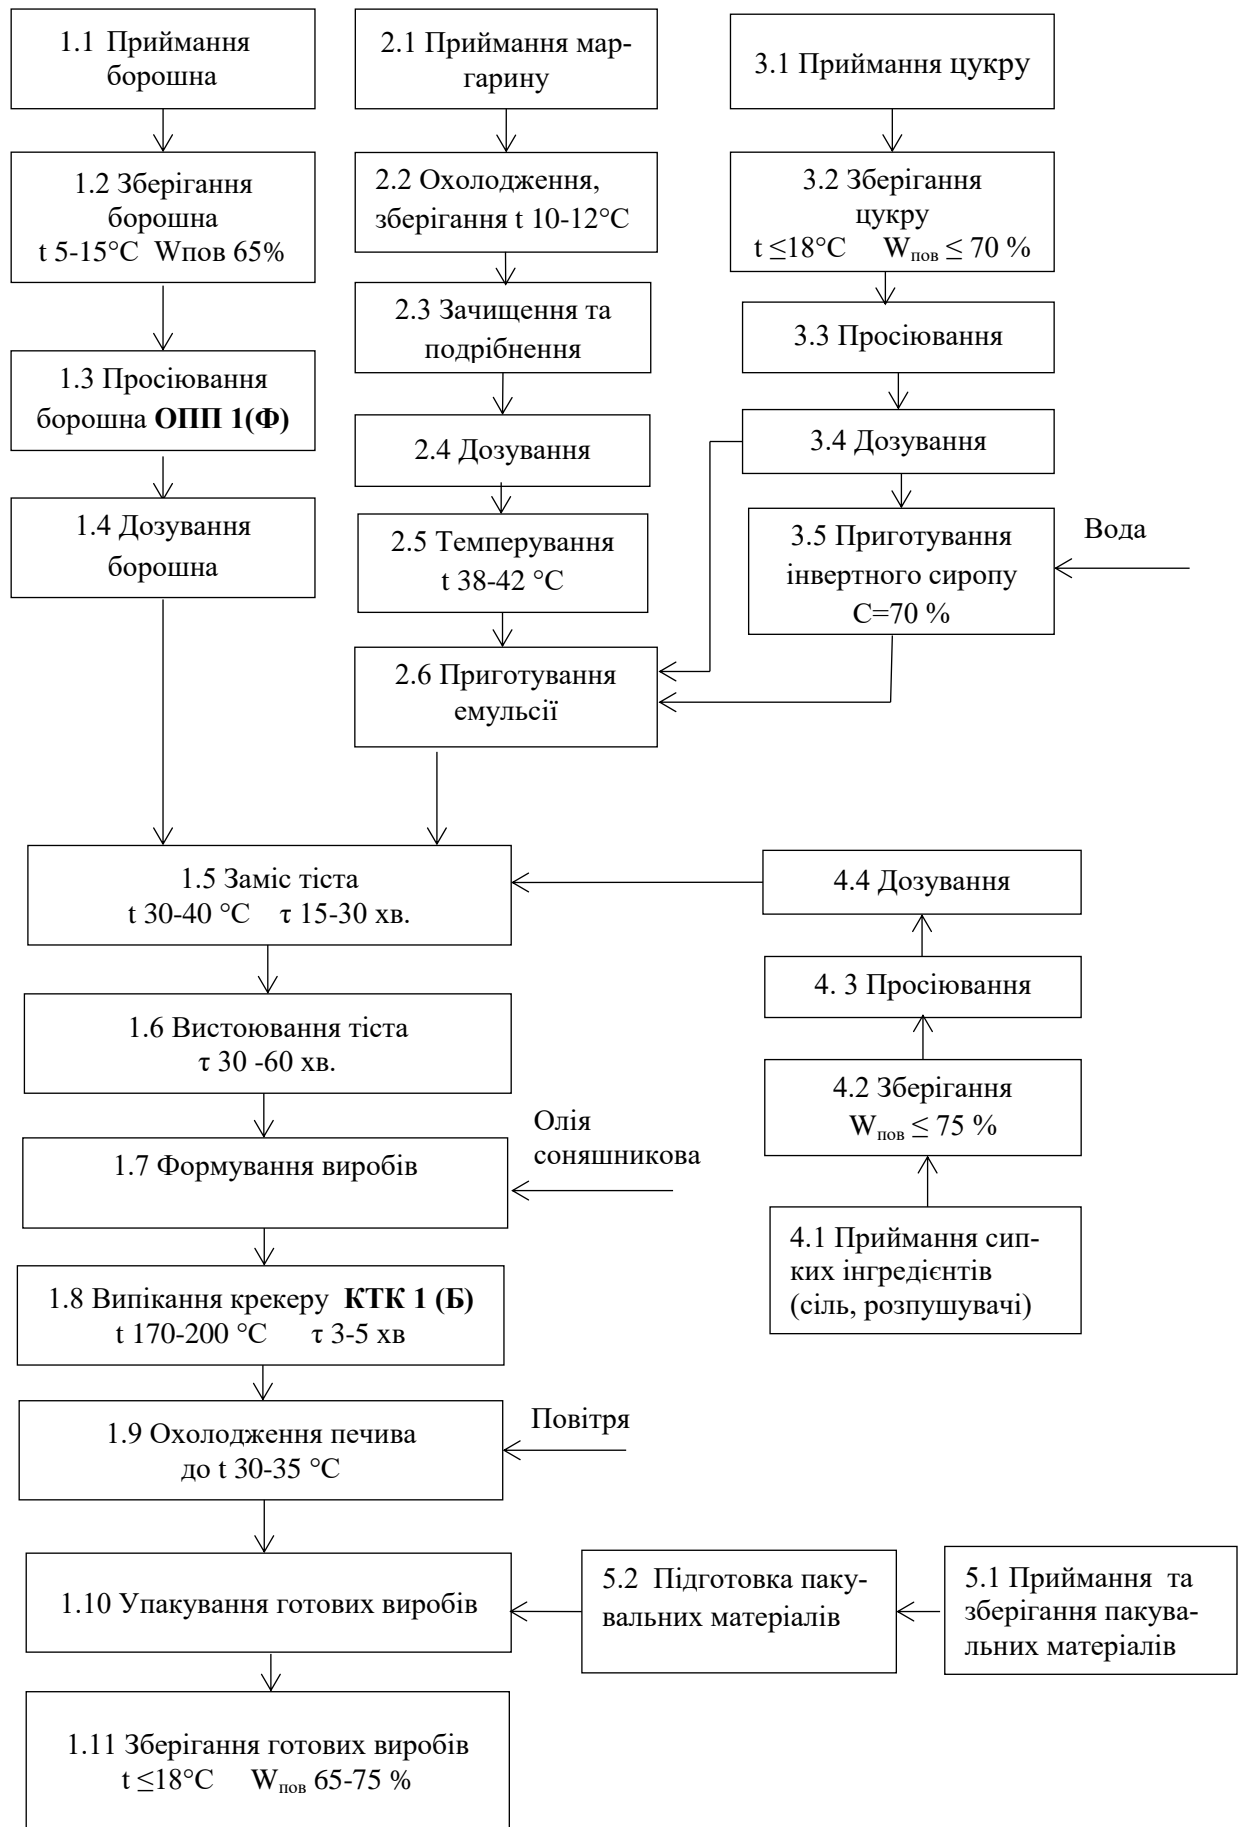 1.1 Приймання
борошна
2.1 Приймання мар-
гарину
3.1 Приймання цукру
1.2 Зберігання
борошна
t 5-15°С Wпов 65%
2.2 Охолодження,
зберігання t 10-12°С
3.2 Зберігання
цукру
t ≤18°С Wпов ≤ 70 %
2.3 Зачищення та
подрібнення
3.3 Просіювання
1.3 Просіювання
борошна ОПП 1(Ф)
2.4 Дозування
3.4 Дозування
1.4 Дозування
борошна
2.5 Темперування
t 38-42 °С
3.5 Приготування
інвертного сиропу
С=70 %
Вода
2.6 Приготування
емульсії
1.5 Заміс тіста
t 30-40 °С τ 15-30 хв.
4.4 Дозування
4. 3 Просіювання
1.6 Вистоювання тіста
τ 30 -60 хв.
4.2 Зберігання
Wпов ≤ 75 %
1.7 Формування виробів
Олія
соняшникова
4.1 Приймання сип-
ких інгредієнтів
(сіль, розпушувачі)
1.8 Випікання крекеру КТК 1 (Б)
t 170-200 °С τ 3-5 хв
1.9 Охолодження печива
до t 30-35 °С
Повітря
1.10 Упакування готових виробів
5.2 Підготовка паку-
вальних матеріалів
5.1 Приймання та
зберігання пакува-
льних матеріалів
1.11 Зберігання готових виробів
t ≤18°С Wпов 65-75 %